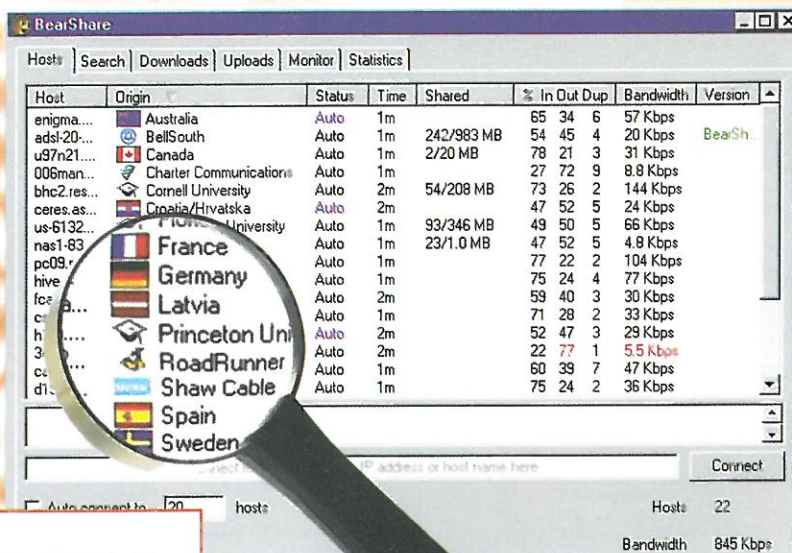 BearShare
Hosts Search Downloads Uploads Monitor Statistics
Host Origin Status Time Shared % In Out Dup Bandwidth Version
enigma.... Australia Auto 1m 65 34 6 57 Kbps
adsl-20-... BellSouth Auto 1m 242/983 MB 54 45 4 20 Kbps BearSh..
u97n21.... Canada Auto 1m 2/20 MB 78 21 3 31 Kbps
006man... Charter Communications Auto 1m 27 72 9 8.8 Kbps
bhc2.res... Cornell University Auto 2m 54/208 MB 73 26 2 144 Kbps
ceres.as... Croatia/Hrvatska Auto 2m 47 52 5 24 Kbps
us-6132... University Auto 1m 93/346 MB 49 50 5 66 Kbps
nas1-83 France Auto 1m 23/1.0 MB 47 52 5 4.8 Kbps
pc09. Auto 1m 77 22 2 104 Kbps
hive Germany Auto 1m 75 24 4 77 Kbps
Latvia Auto 2m 59 40 3 30 Kbps
Auto 1m 71 28 2 33 Kbps
Princeton Uni Auto 2m 52 47 3 29 Kbps
RoadRunner Auto 2m 22 77 1 5.5 Kbps
Shaw Cable Auto 1m 60 39 7 47 Kbps
Auto 1m 75 24 2 36 Kbps
Spain
Sweden
IP address or host name here Connect
Auto connect to 20 hosts Hosts 22
Bandwidth 845 Kbps